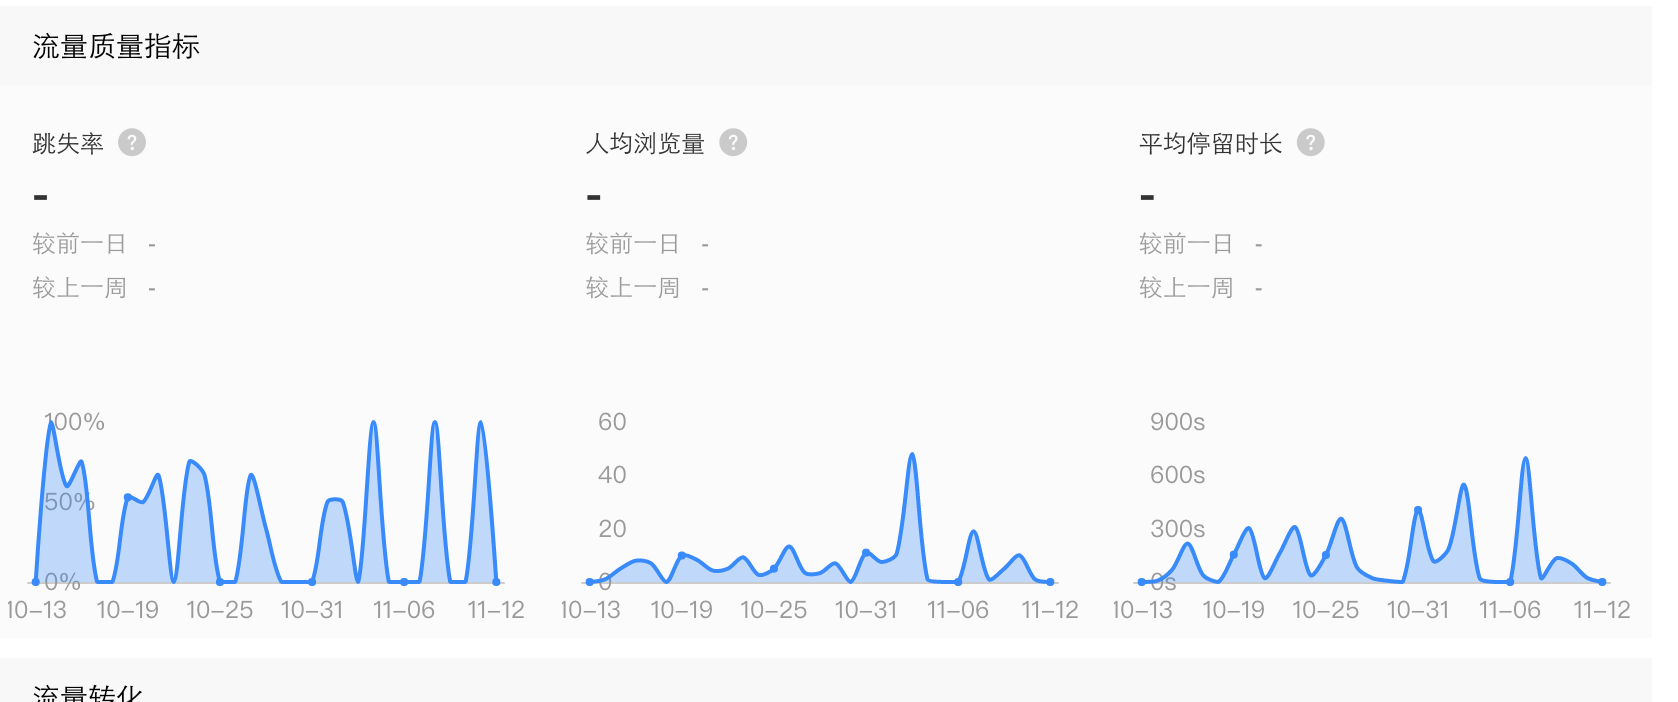 流量质量指标
跳失率 ?
-
较前一日 -
较上一周 -
100%
50%
0%
10-13 10-19 10-25 10-31 11-06 11-12
人均浏览量 ?
-
较前一日 -
较上一周 -
60
40
20
0
10-13 10-19 10-25 10-31 11-06 11-12
平均停留时长 ?
-
较前一日 -
较上一周 -
900s
600s
300s
0s
10-13 10-19 10-25 10-31 11-06 11-12
流量转化